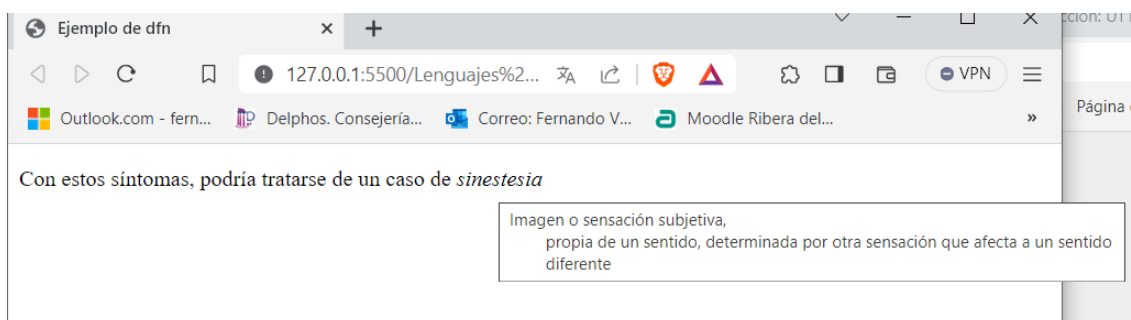 Ejemplo de dfn
cción: UT
127.0.0.1:5500/Lenguajes%2...
VPN
Outlook.com - fern...
Delphos. Consejería...
Correo: Fernando V...
Moodle Ribera del...
»
Página
Con estos síntomas, podría tratarse de un caso de sinestesia
Imagen o sensación subjetiva,
propia de un sentido, determinada por otra sensación que afecta a un sentido
diferente